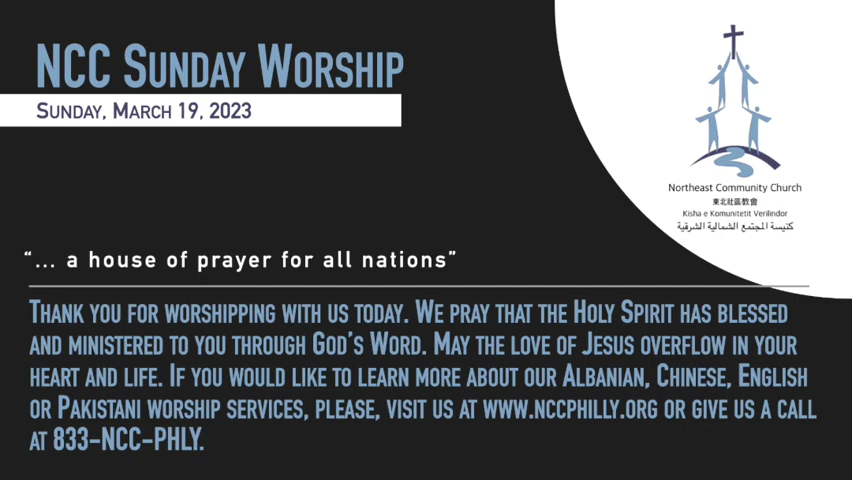 NCC Sunday Worship
Sunday, March 19, 2023
Northeast Community Church
東北社區教會
Kisha e Komunitetit Verilindor
كنيسة المجتمع الشمالية الشرقية
“... a house of prayer for all nations”
Thank you for worshipping with us today. We pray that the Holy Spirit has blessed
and ministered to you through God’s Word. May the love of Jesus overflow in your
heart and life. If you would like to learn more about our Albanian, Chinese, English
or Pakistani worship services, please, visit us at www.nccphilly.org or give us a call
at 833-NCC-PHLY.